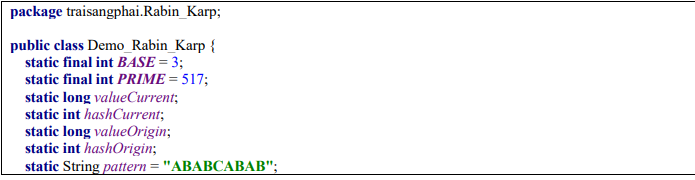 package traisangphai.Rabin_Karp;
public class Demo_Rabin_Karp {
static final int BASE = 3;
static final int PRIME = 517;
static long valueCurrent;
static int hashCurrent;
static long valueOrigin;
static int hashOrigin;
static String pattern = "ABABCABAB";